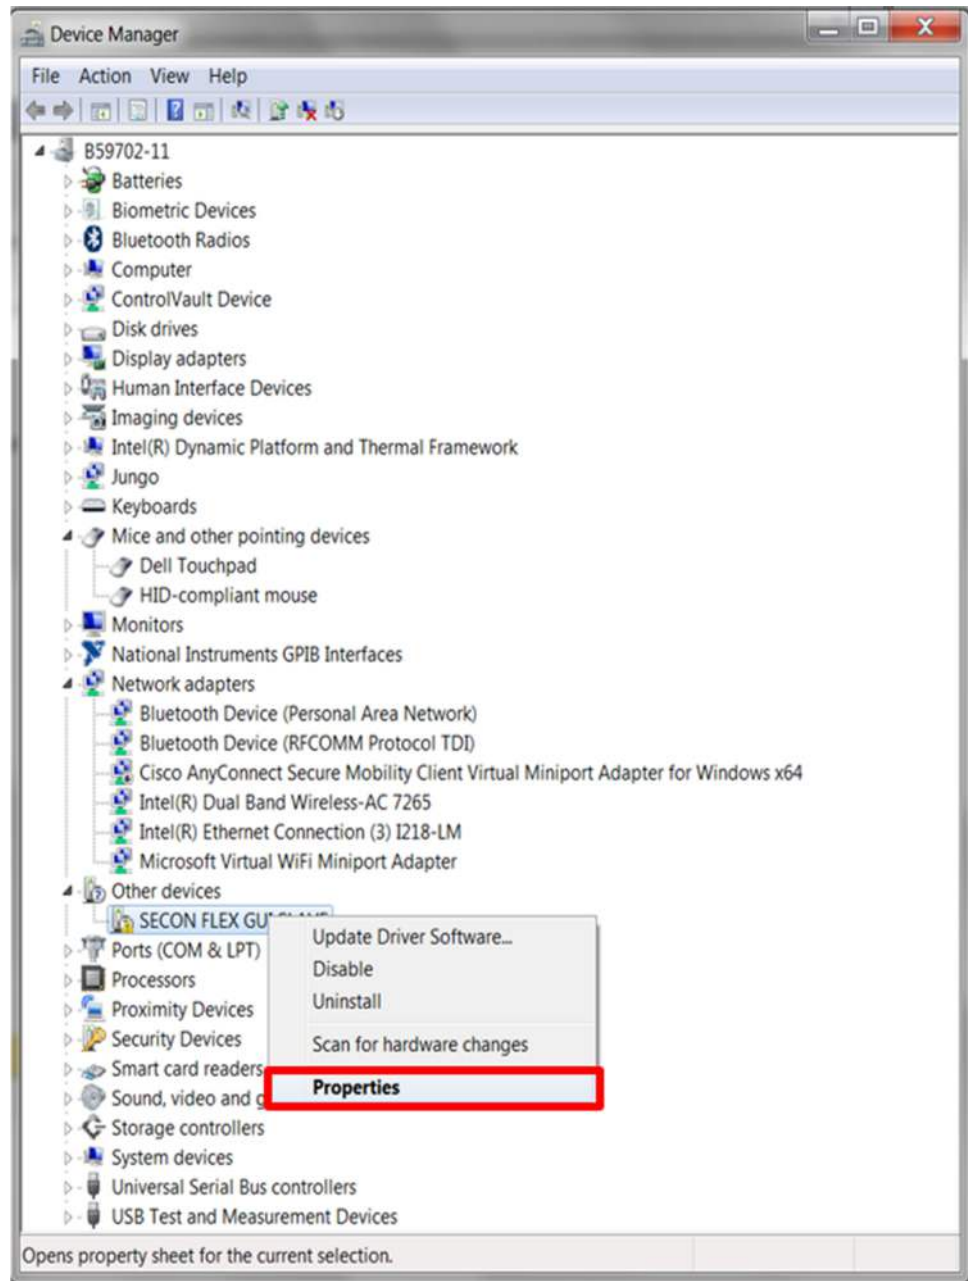 Device Manager
File Action View Help
B59702-11
Batteries
Biometric Devices
Bluetooth Radios
Computer
ControlVault Device
Disk drives
Display adapters
Human Interface Devices
Imaging devices
Intel(R) Dynamic Platform and Thermal Framework
Jungo
Keyboards
Mice and other pointing devices
Dell Touchpad
HID-compliant mouse
Monitors
National Instruments GPIB Interfaces
Network adapters
Bluetooth Device (Personal Area Network)
Bluetooth Device (RFCOMM Protocol TDI)
Cisco AnyConnect Secure Mobility Client Virtual Miniport Adapter for Windows x64
Intel(R) Dual Band Wireless-AC 7265
Intel(R) Ethernet Connection (3) I218-LM
Microsoft Virtual WiFi Miniport Adapter
Other devices
SECON FLEX GUI
Ports (COM & LPT)
Processors
Proximity Devices
Security Devices
Smart card readers
Sound, video and
Storage controllers
System devices
Universal Serial Bus controllers
USB Test and Measurement Devices
Update Driver Software...
Disable
Uninstall
Scan for hardware changes
Properties
Opens property sheet for the current selection.